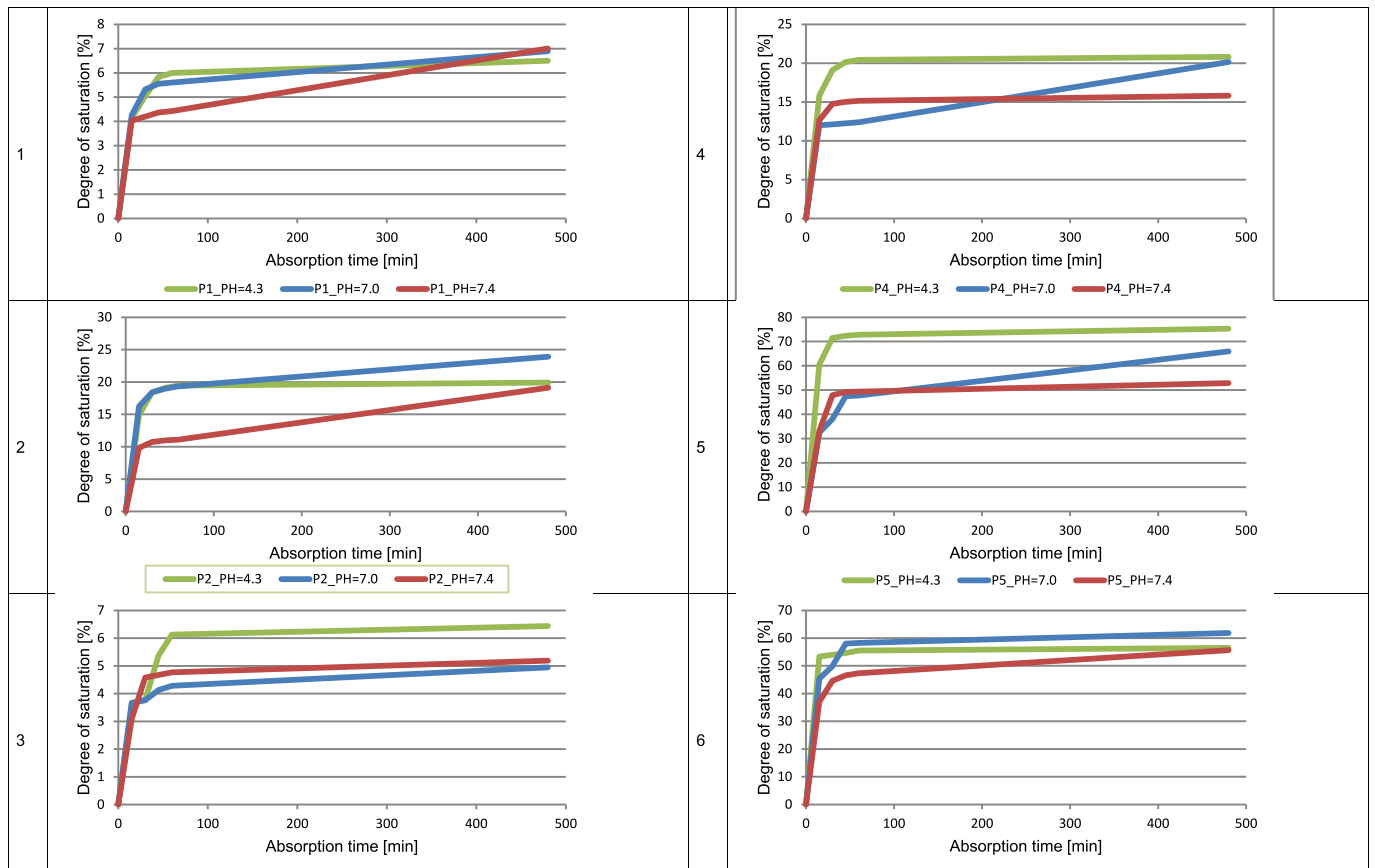 1
Degree of saturation [%]
8
7
6
5
4
3
2
1
0
0 100 200 300 400 500
Absorption time [min]
P1_PH=4.3 P1_PH=7.0 P1_PH=7.4
4
Degree of saturation [%]
25
20
15
10
5
0
0 100 200 300 400 500
Absorption time [min]
P4_PH=4.3 P4_PH=7.0 P4_PH=7.4
2
Degree of saturation [%]
30
25
20
15
10
5
0
0 100 200 300 400 500
Absorption time [min]
P2_PH=4.3 P2_PH=7.0 P2_PH=7.4
5
Degree of saturation [%]
80
70
60
50
40
30
20
10
0
0 100 200 300 400 500
Absorption time [min]
P5_PH=4.3 P5_PH=7.0 P5_PH=7.4
3
Degree of saturation [%]
7
6
5
4
3
2
1
0
0 100 200 300 400 500
Absorption time [min]
6
Degree of saturation [%]
70
60
50
40
30
20
10
0
0 100 200 300 400 500
Absorption time [min]